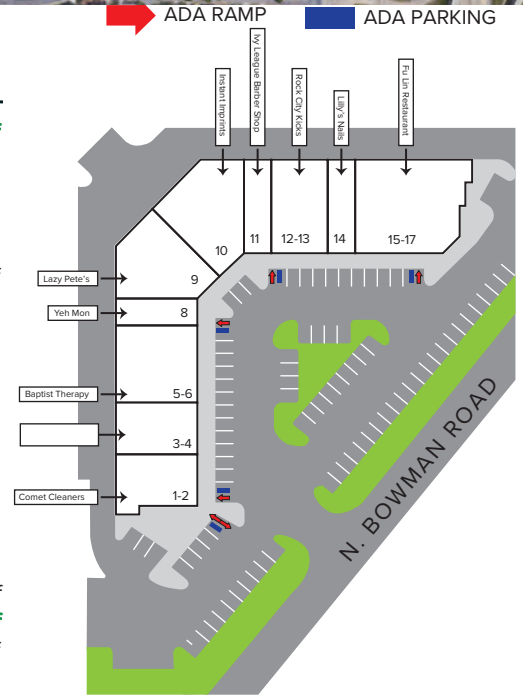 ADA RAMP
ADA PARKING
Instant Imprints
Ivy League Barber Shop
Rock City Kicks
Lilly's Nails
Fu Lin Restaurant
10
11
12-13
14
15-17
Lazy Pete's
9
Yeh Mon
8
Baptist Therapy
5-6
3-4
Comet Cleaners
1-2
N. BOWMAN ROAD